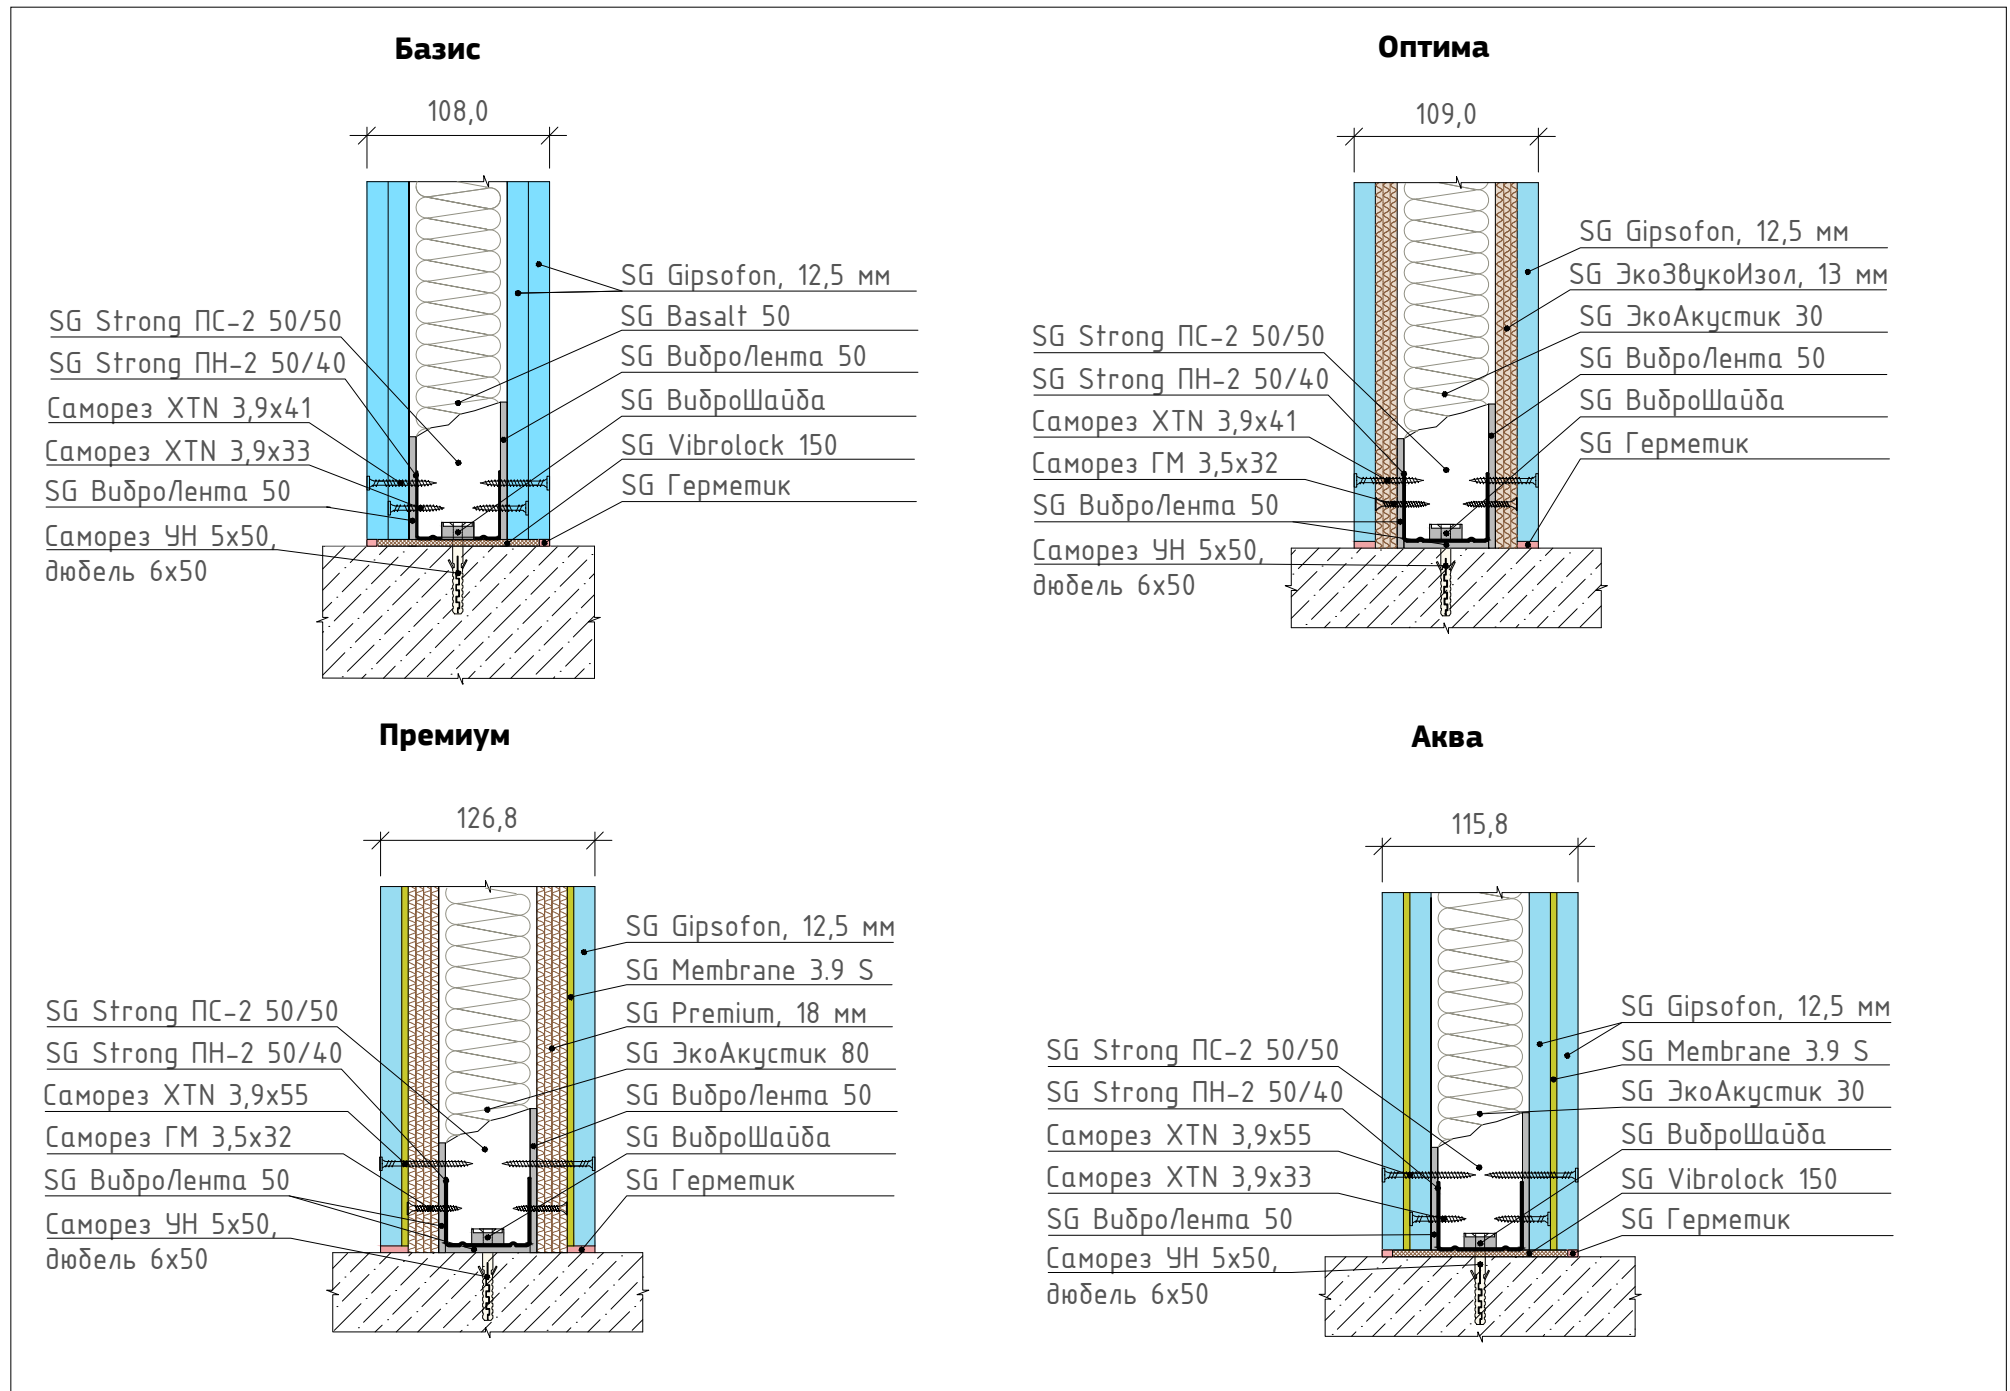 Базис
108,0
SG Strong ПС-2 50/50
SG Strong ПН-2 50/40
Саморез XTN 3,9x41
Саморез XTN 3,9x33
SG ВиброЛента 50
Саморез УН 5x50,
дюбель 6x50
SG Gipsofon, 12,5 мм
SG Basalt 50
SG ВиброЛента 50
SG ВиброШайба
SG Vibrolock 150
SG Герметик
Оптима
109,0
SG Strong ПС-2 50/50
SG Strong ПН-2 50/40
Саморез XTN 3,9x41
Саморез ГМ 3,5x32
SG ВиброЛента 50
Саморез УН 5x50,
дюбель 6x50
SG Gipsofon, 12,5 мм
SG ЭкоЗвукоИзол, 13 мм
SG ЭкоАкустик 30
SG ВиброЛента 50
SG ВиброШайба
SG Герметик
Премиум
126,8
SG Strong ПС-2 50/50
SG Strong ПН-2 50/40
Саморез XTN 3,9x55
Саморез ГМ 3,5x32
SG ВиброЛента 50
Саморез УН 5x50,
дюбель 6x50
SG Gipsofon, 12,5 мм
SG Membrane 3.9 S
SG Premium, 18 мм
SG ЭкоАкустик 80
SG ВиброЛента 50
SG ВиброШайба
SG Герметик
Аква
115,8
SG Strong ПС-2 50/50
SG Strong ПН-2 50/40
Саморез XTN 3,9x55
Саморез XTN 3,9x33
SG ВиброЛента 50
Саморез УН 5x50,
дюбель 6x50
SG Gipsofon, 12,5 мм
SG Membrane 3.9 S
SG ЭкоАкустик 30
SG ВиброШайба
SG Vibrolock 150
SG Герметик